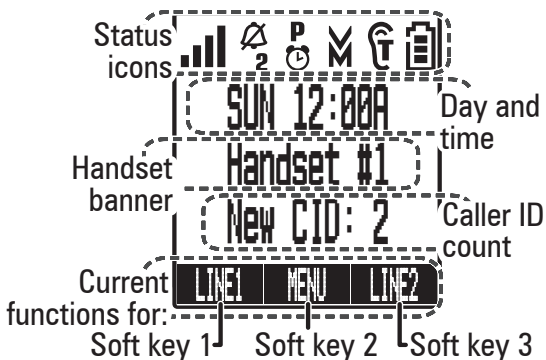 Status
icons
2
P
T
SUN 12:00A
Day and
time
Handset
banner
Handset #1
New CID: 2
Caller ID
count
Current
functions for:
LINE1 MENU LINE2
Soft key 1 Soft key 2 Soft key 3